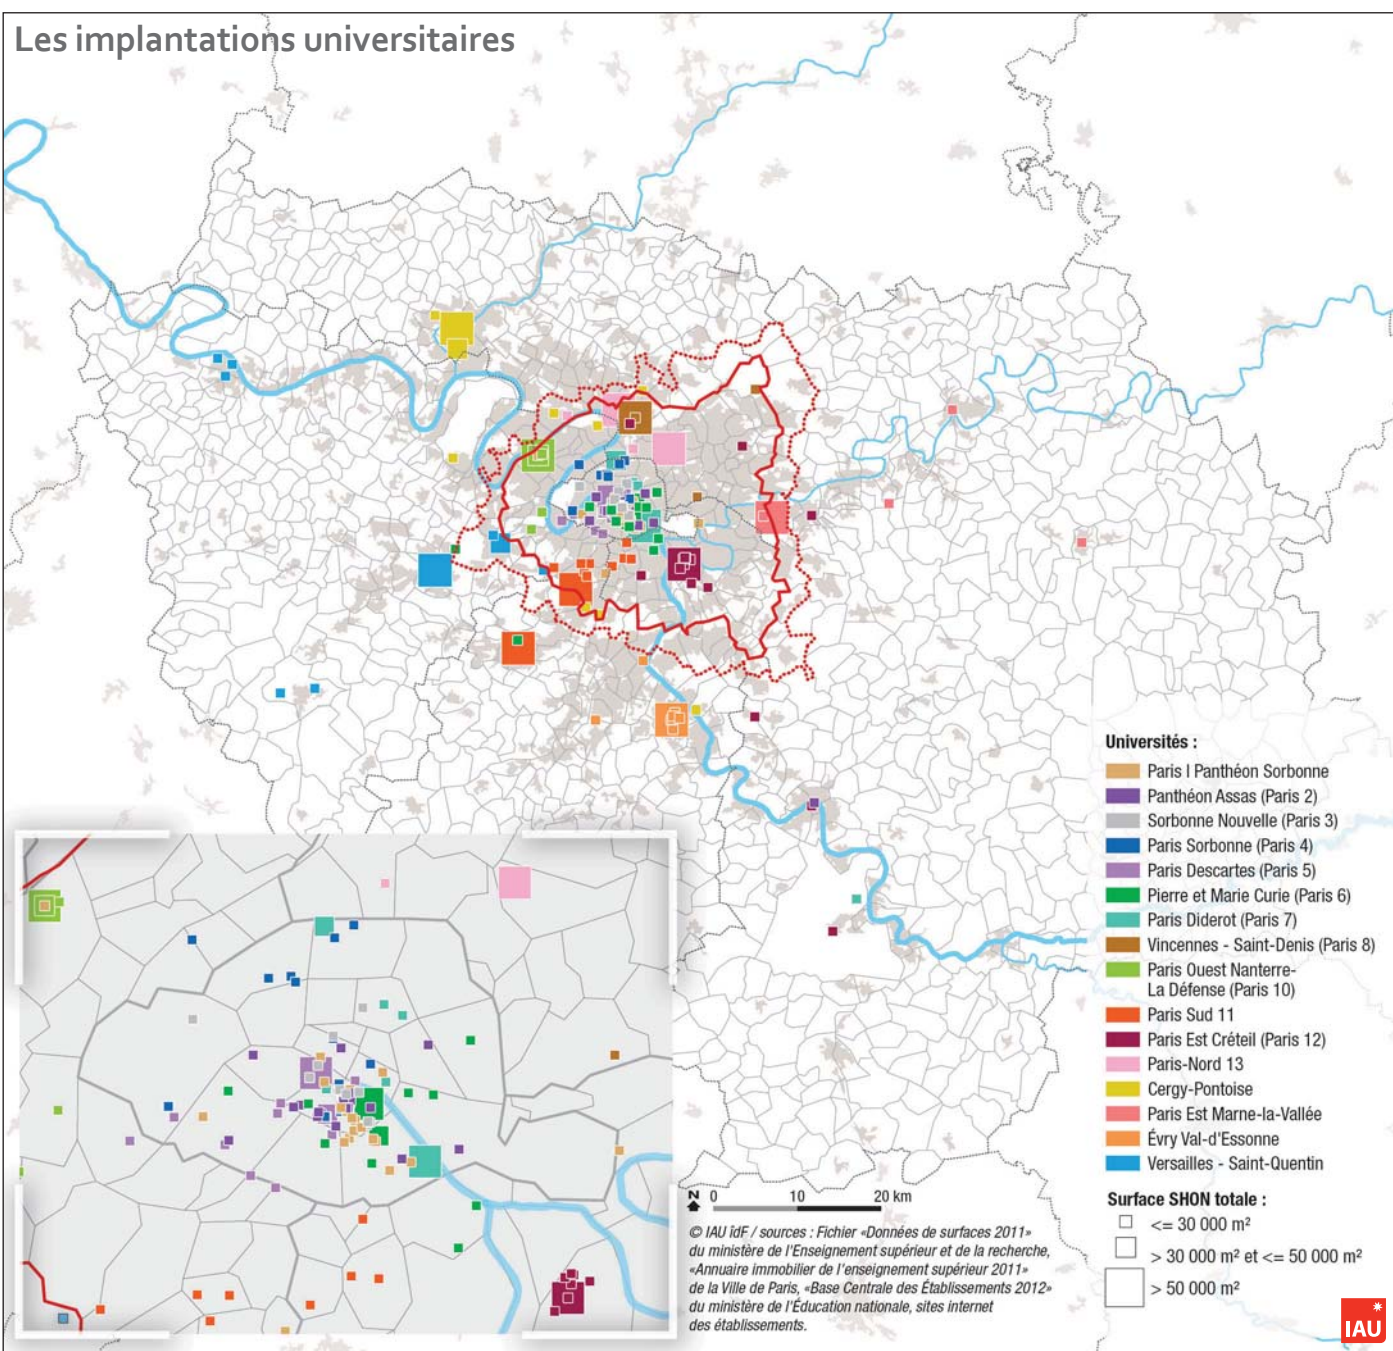 Les implantations universitaires
Universités :
Paris I Panthéon Sorbonne
Panthéon Assas (Paris 2)
Sorbonne Nouvelle (Paris 3)
Paris Sorbonne (Paris 4)
Paris Descartes (Paris 5)
Pierre et Marie Curie (Paris 6)
Paris Diderot (Paris 7)
Vincennes - Saint-Denis (Paris 8)
Paris Ouest Nanterre-
La Défense (Paris 10)
Paris Sud 11
Paris Est Créteil (Paris 12)
Paris-Nord 13
Cergy-Pontoise
Paris Est Marne-la-Vallée
Évry Val-d'Essonne
Versailles - Saint-Quentin
Surface SHON totale :
<= 30 000 m²
> 30 000 m² et <= 50 000 m²
> 50 000 m²
N 0 10 20 km
© IAU îdF / sources : Fichier «Données de surfaces 2011»
du ministère de l'Enseignement supérieur et de la recherche,
«Annuaire immobilier de l'enseignement supérieur 2011»
de la Ville de Paris, «Base Centrale des Établissements 2012»
du ministère de l'Éducation nationale, sites internet
des établissements.
IAU